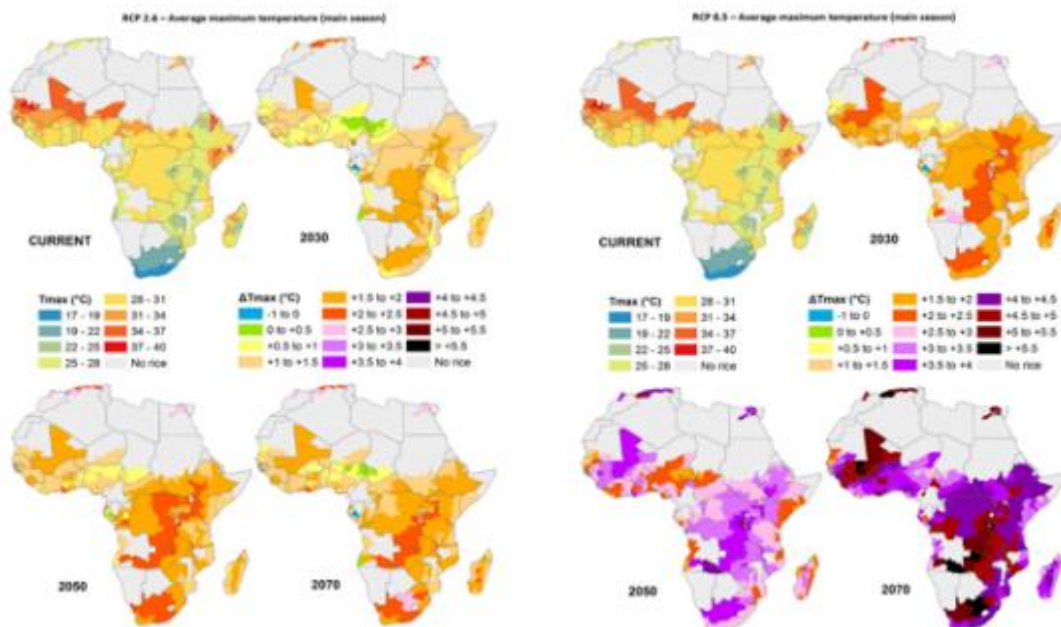 RCP 2.6 – Average maximum temperature (main season)
CURRENT
2030
Tmax (°C)
17 - 19
19 - 22
22 - 25
25 - 28
28 - 31
31 - 34
34 - 37
37 - 40
No rice
ΔTmax (°C)
-1 to 0
0 to +0.5
+0.5 to +1
+1 to +1.5
+1.5 to +2
+2 to +2.5
+2.5 to +3
+3 to +3.5
+3.5 to +4
+4 to +4.5
+4.5 to +5
+5 to +5.5
> +5.5
No rice
2050
2070
RCP 8.5 – Average maximum temperature (main season)
CURRENT
2030
Tmax (°C)
17 - 19
19 - 22
22 - 25
25 - 28
28 - 31
31 - 34
34 - 37
37 - 40
No rice
ΔTmax (°C)
-1 to 0
0 to +0.5
+0.5 to +1
+1 to +1.5
+1.5 to +2
+2 to +2.5
+2.5 to +3
+3 to +3.5
+3.5 to +4
+4 to +4.5
+4.5 to +5
+5 to +5.5
> +5.5
No rice
2050
2070